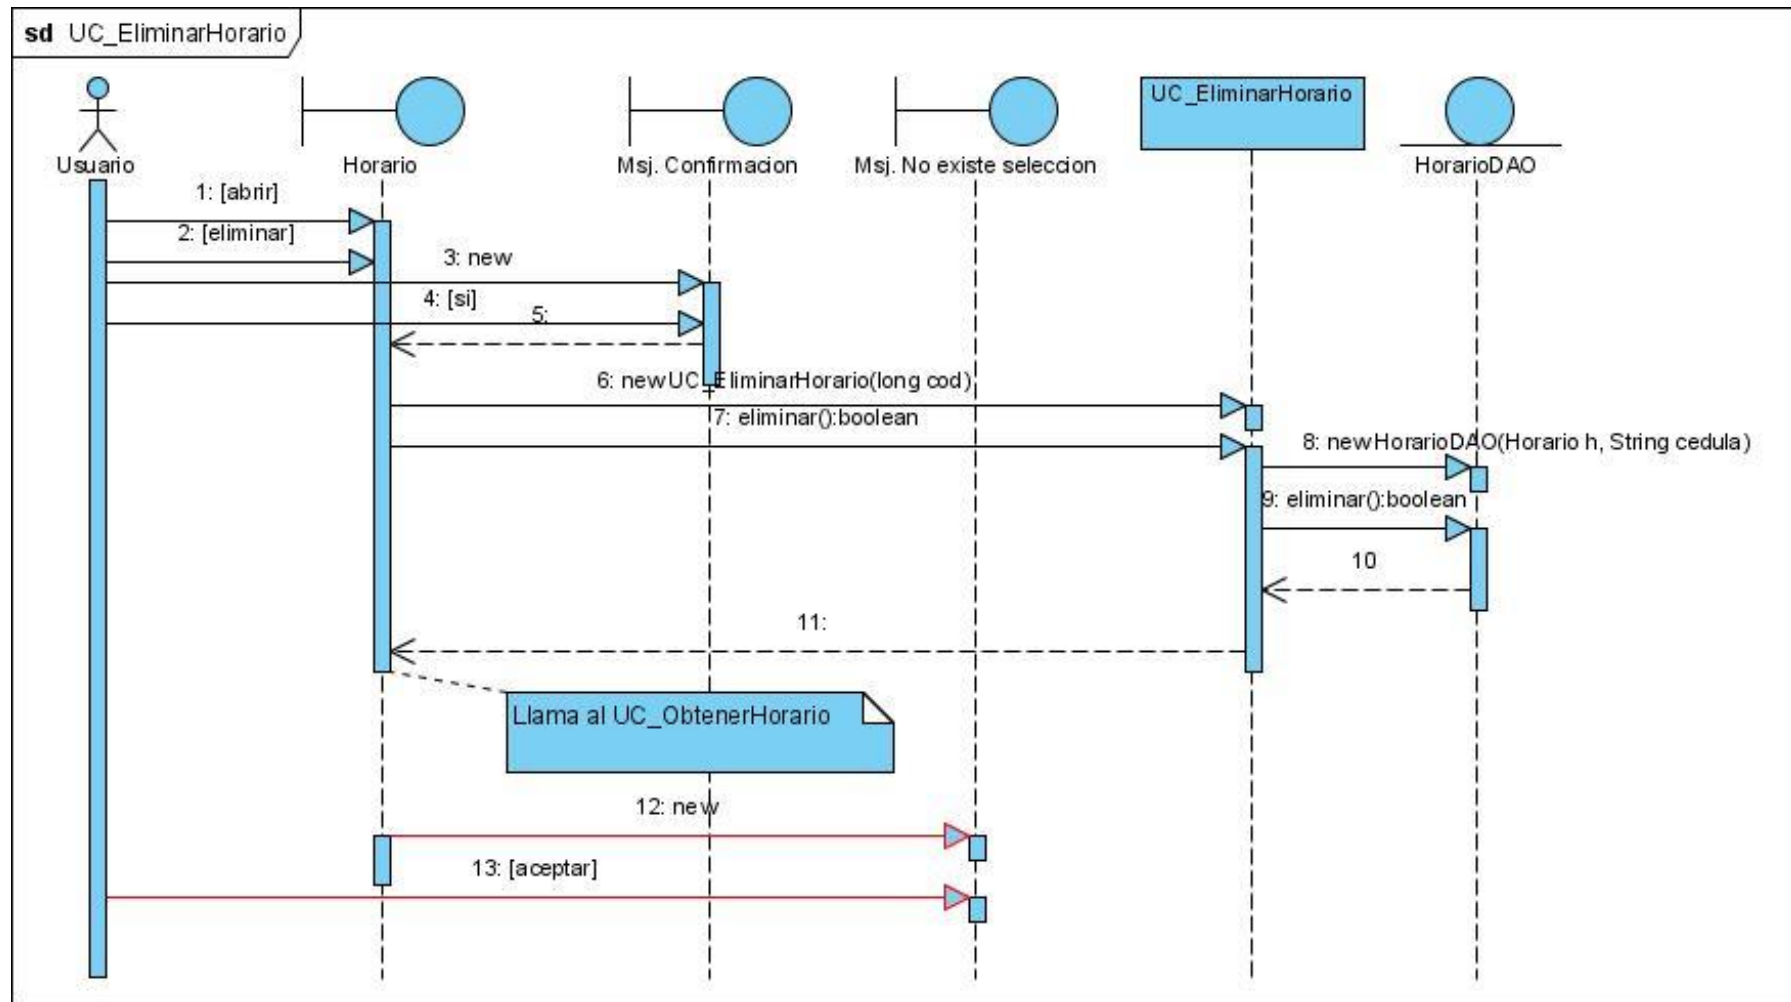 sd UC_EliminarHorario
UC_EliminarHorario
Usuario
Horario
Msj. Confirmacion
Msj. No existe seleccion
HorarioDAO
1: [abrir]
2: [eliminar]
3: new
4: [si]
5:
6: newUC_EliminarHorario(long cod)
7: eliminar():boolean
8: newHorarioDAO(Horario h, String cedula)
9: eliminar():boolean
10
11:
Llama al UC_ObtenerHorario
12: new
13: [aceptar]